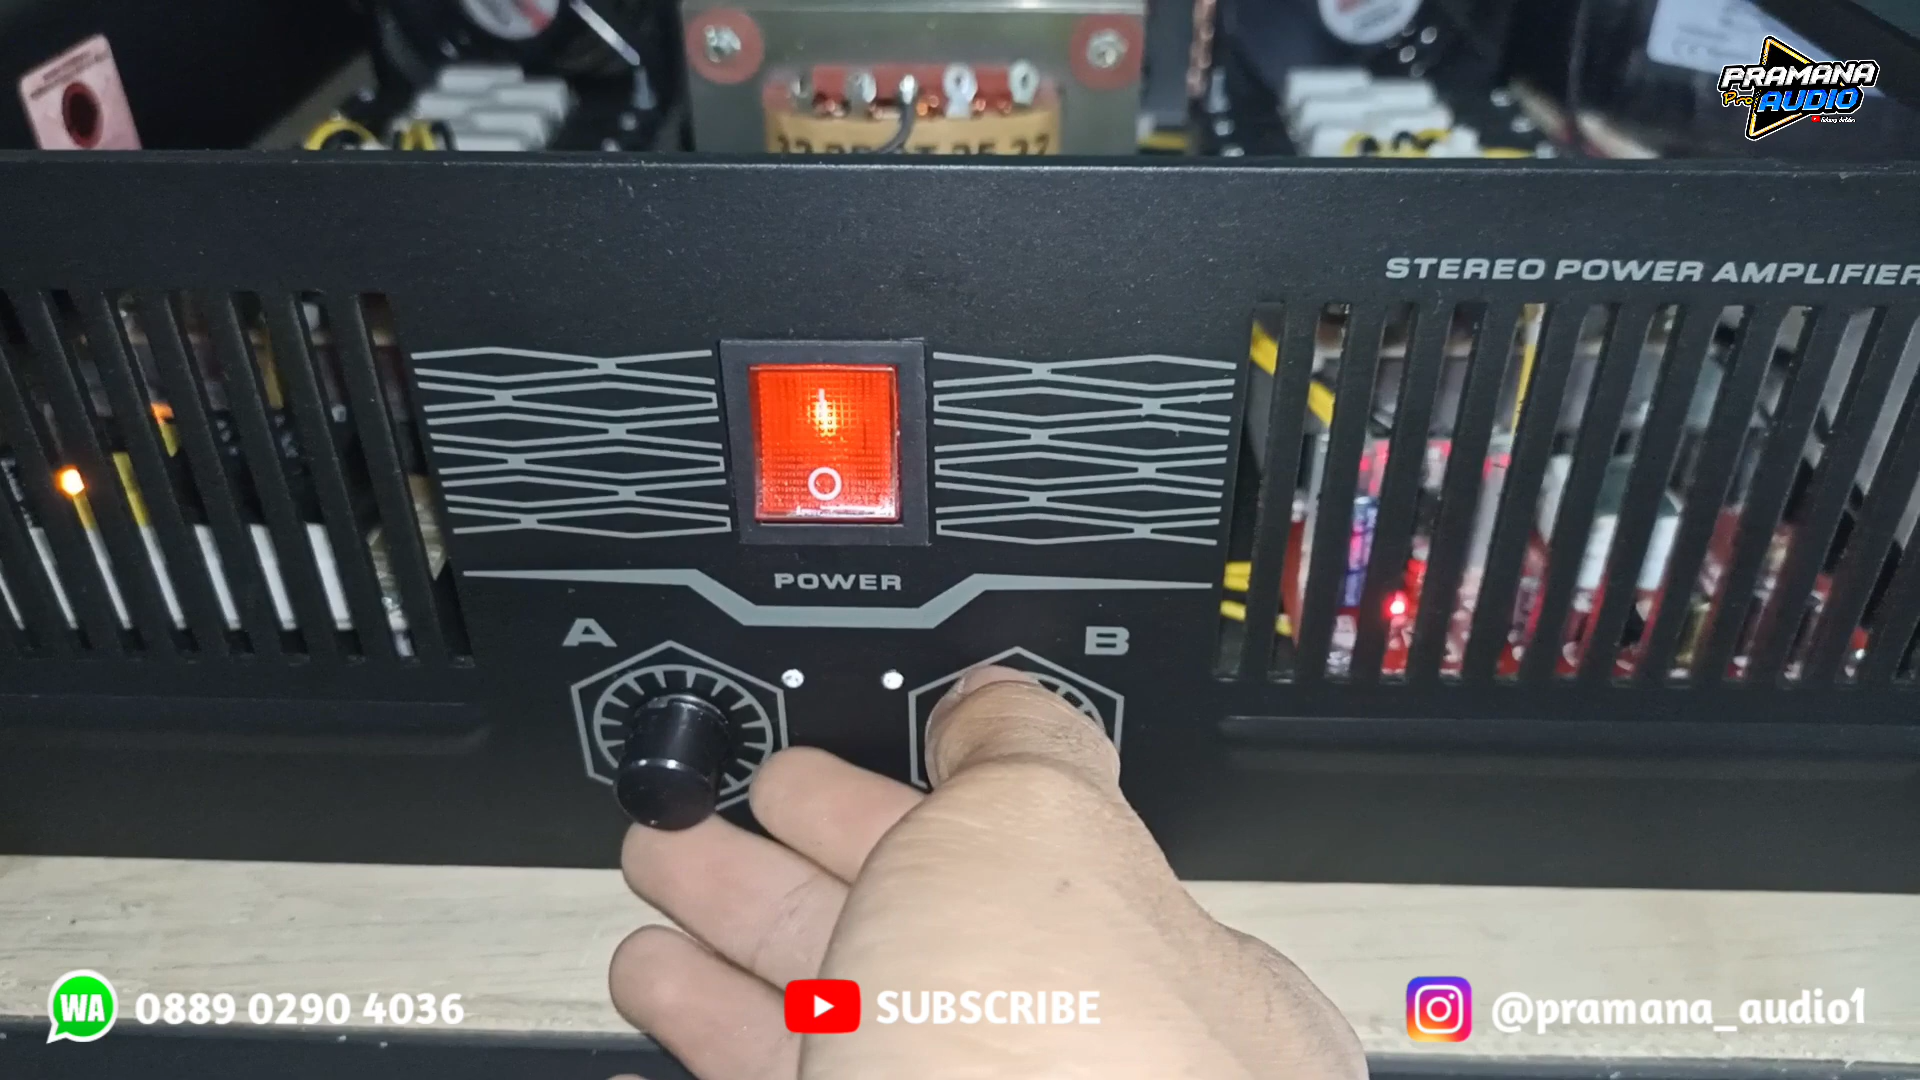 PRAMANA
Pro AUDIO
STEREO POWER AMPLIFIER
POWER
A
B
WA 0889 0290 4036
SUBSCRIBE
@pramana_audio1